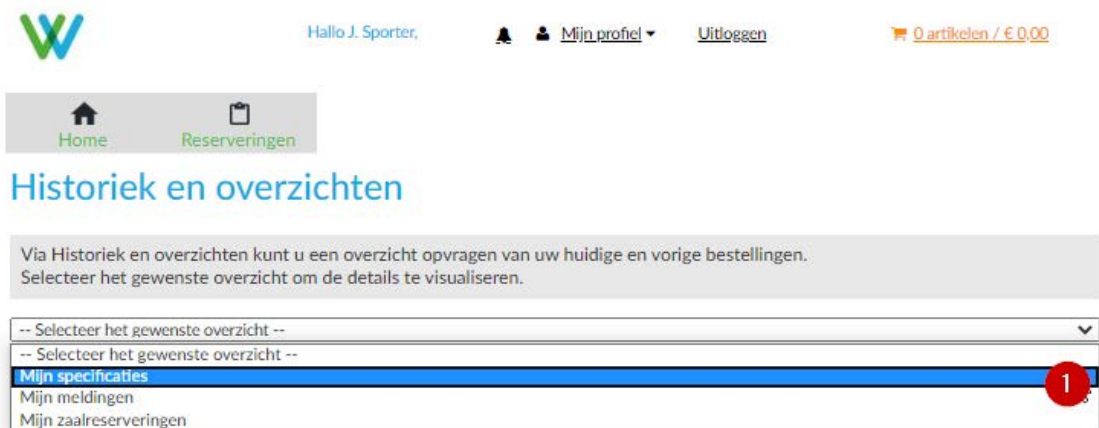 Hallo J. Sporter, Mijn profiel Uitloggen 0 artikelen / € 0,00
Home Reserveringen
Historiek en overzichten
Via Historiek en overzichten kunt u een overzicht opvragen van uw huidige en vorige bestellingen.
Selecteer het gewenste overzicht om de details te visualiseren.
-- Selecteer het gewenste overzicht --
-- Selecteer het gewenste overzicht --
Mijn specificaties 1
Mijn meldingen
Mijn zaalreserveringen